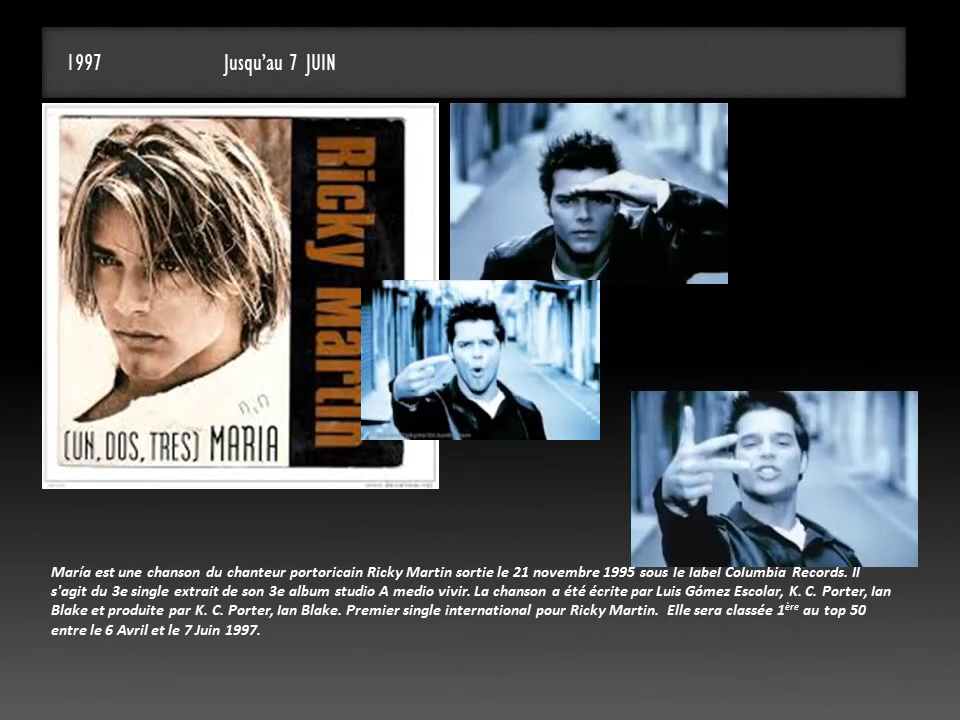 1997 Jusqu’au 7 JUIN
Ricky Martin
(UN, DOS, TRES) MARIA
María est une chanson du chanteur portoricain Ricky Martin sortie le 21 novembre 1995 sous le label Columbia Records. Il
s'agit du 3e single extrait de son 3e album studio A medio vivir. La chanson a été écrite par Luis Gómez Escolar, K. C. Porter, Ian
Blake et produite par K. C. Porter, Ian Blake. Premier single international pour Ricky Martin. Elle sera classée 1ère au top 50
entre le 6 Avril et le 7 Juin 1997.